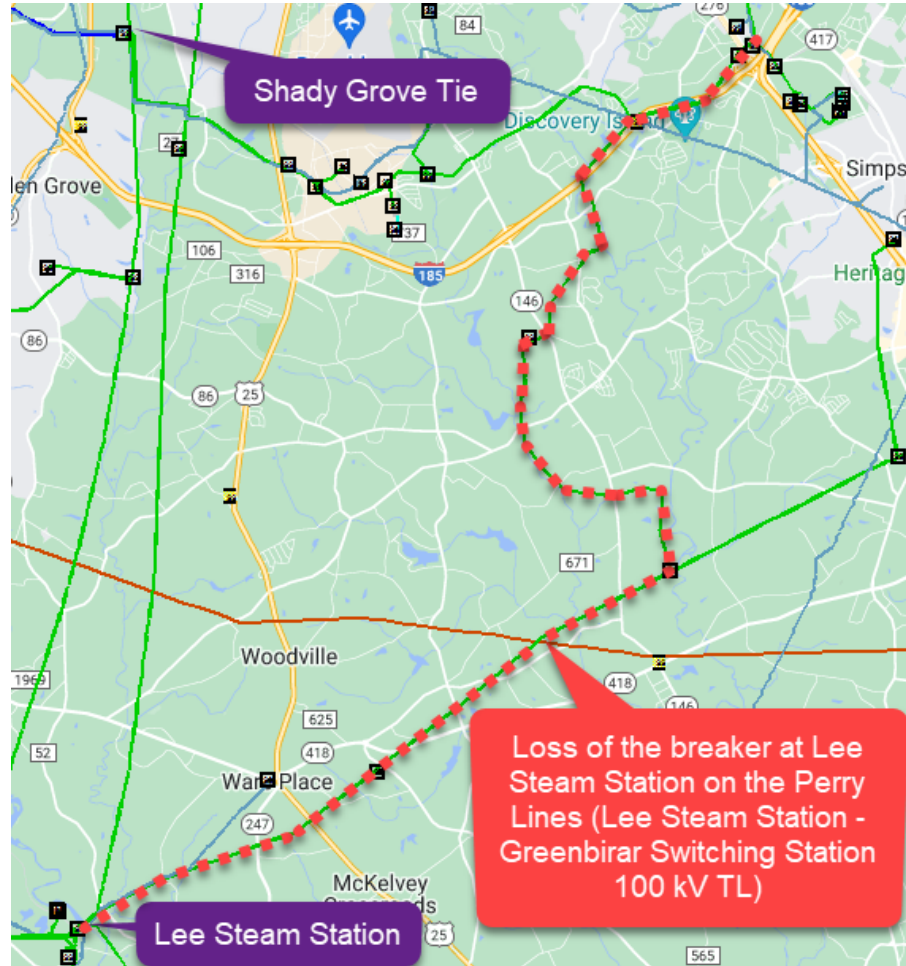 276
84
417
Shady Grove Tie
Discovery Island
27
Simps
len Grove
37
106
316
185
Heritag
146
86
86
25
671
Woodville
1969
418
146
625
52
418
Ware Place
247
Loss of the breaker at Lee
Steam Station on the Perry
Lines (Lee Steam Station -
Greenbirar Switching Station
100 kV TL)
McKelvey
Crossroads
Lee Steam Station
25
565